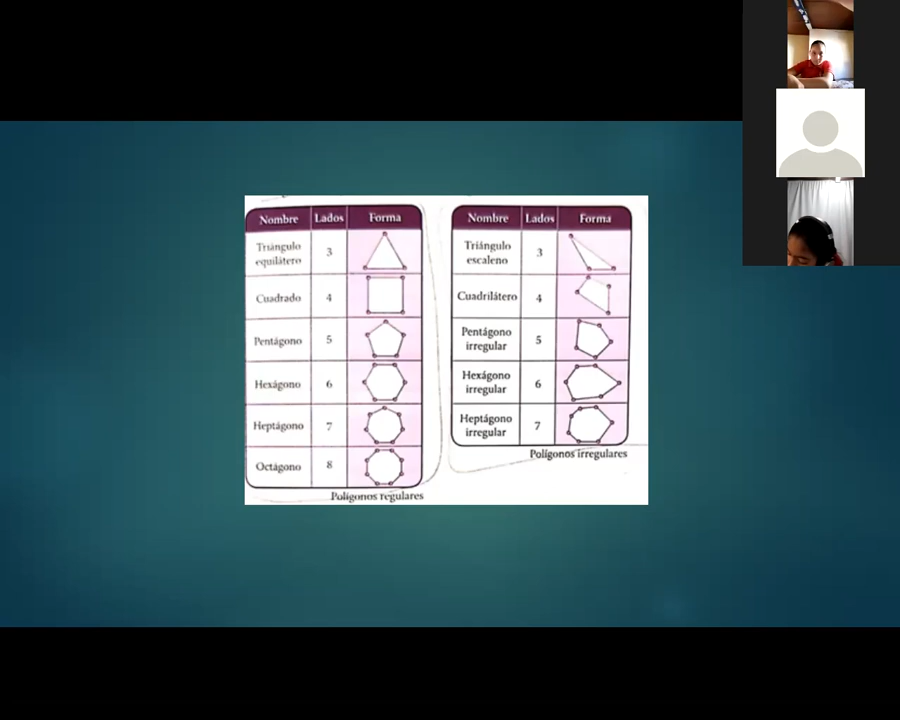 Nombre Lados Forma
Triángulo
equilátero
3
Cuadrado 4
Pentágono 5
Hexágono 6
Heptágono 7
Octágono 8
Polígonos regulares
Nombre Lados Forma
Triángulo
escaleno
3
Cuadrilátero 4
Pentágono
irregular
5
Hexágono
irregular
6
Heptágono
irregular
7
Polígonos irregulares